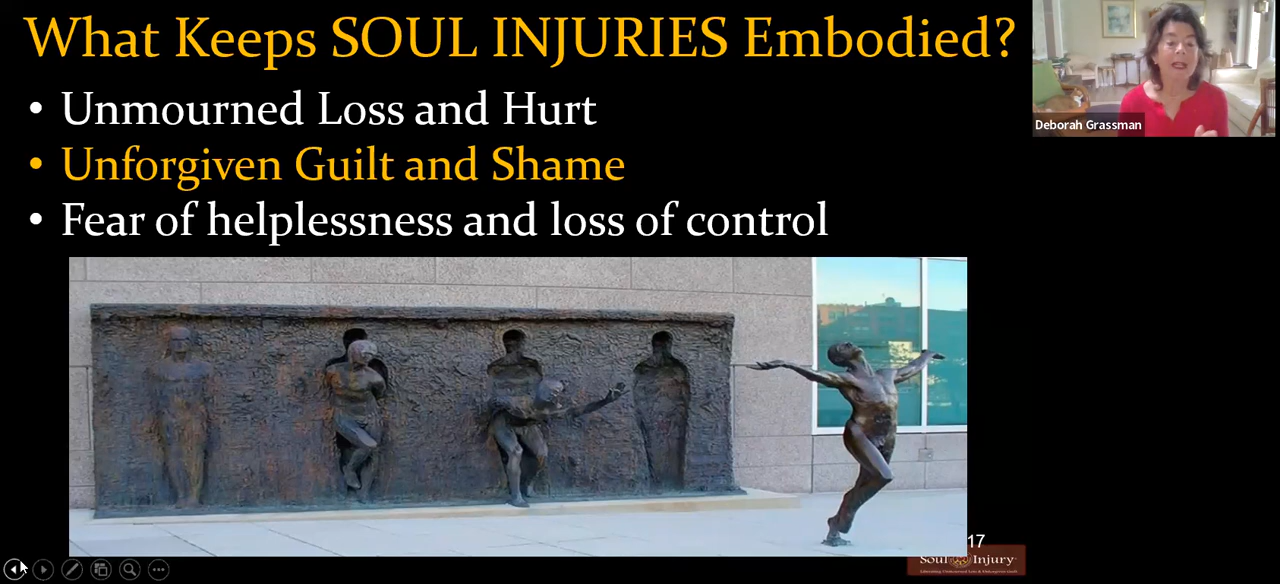 What Keeps SOUL INJURIES Embodied?
• Unmourned Loss and Hurt
• Unforgiven Guilt and Shame
• Fear of helplessness and loss of control
Deborah Grassman
17
Soul Injury